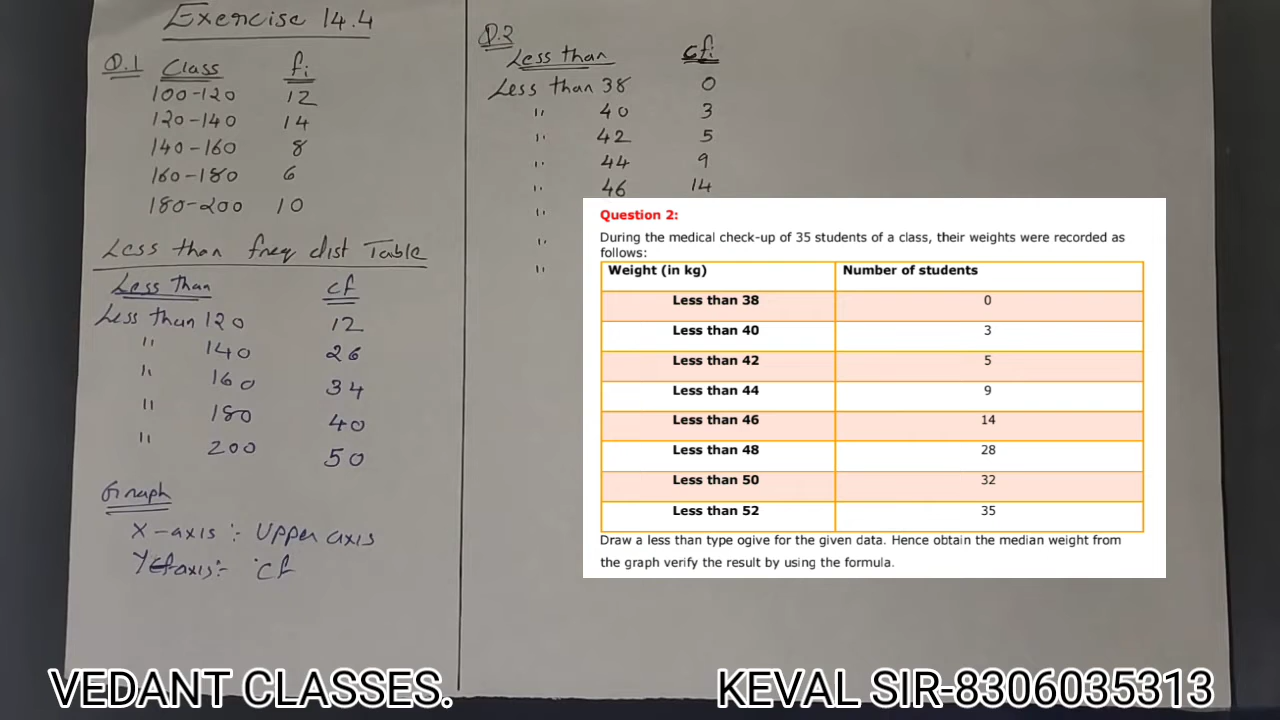 Exercise 14.4
Q.1 Class fi
100-120 12
120-140 14
140-160 8
160-180 6
180-200 10
Less than freq dist Table
Less than cf
Less than 120 12
" 140 26
" 160 34
" 180 40
" 200 50
Graph
X-axis :- Upper axis
Y axis:- cf
Q.2
Less than cfi
Less than 38 0
" 40 3
" 42 5
" 44 9
" 46 14
"
"
"
Question 2:
During the medical check-up of 35 students of a class, their weights were recorded as
follows:
Weight (in kg) Number of students
Less than 38 0
Less than 40 3
Less than 42 5
Less than 44 9
Less than 46 14
Less than 48 28
Less than 50 32
Less than 52 35
Draw a less than type ogive for the given data. Hence obtain the median weight from
the graph verify the result by using the formula.
VEDANT CLASSES. KEVAL SIR-8306035313